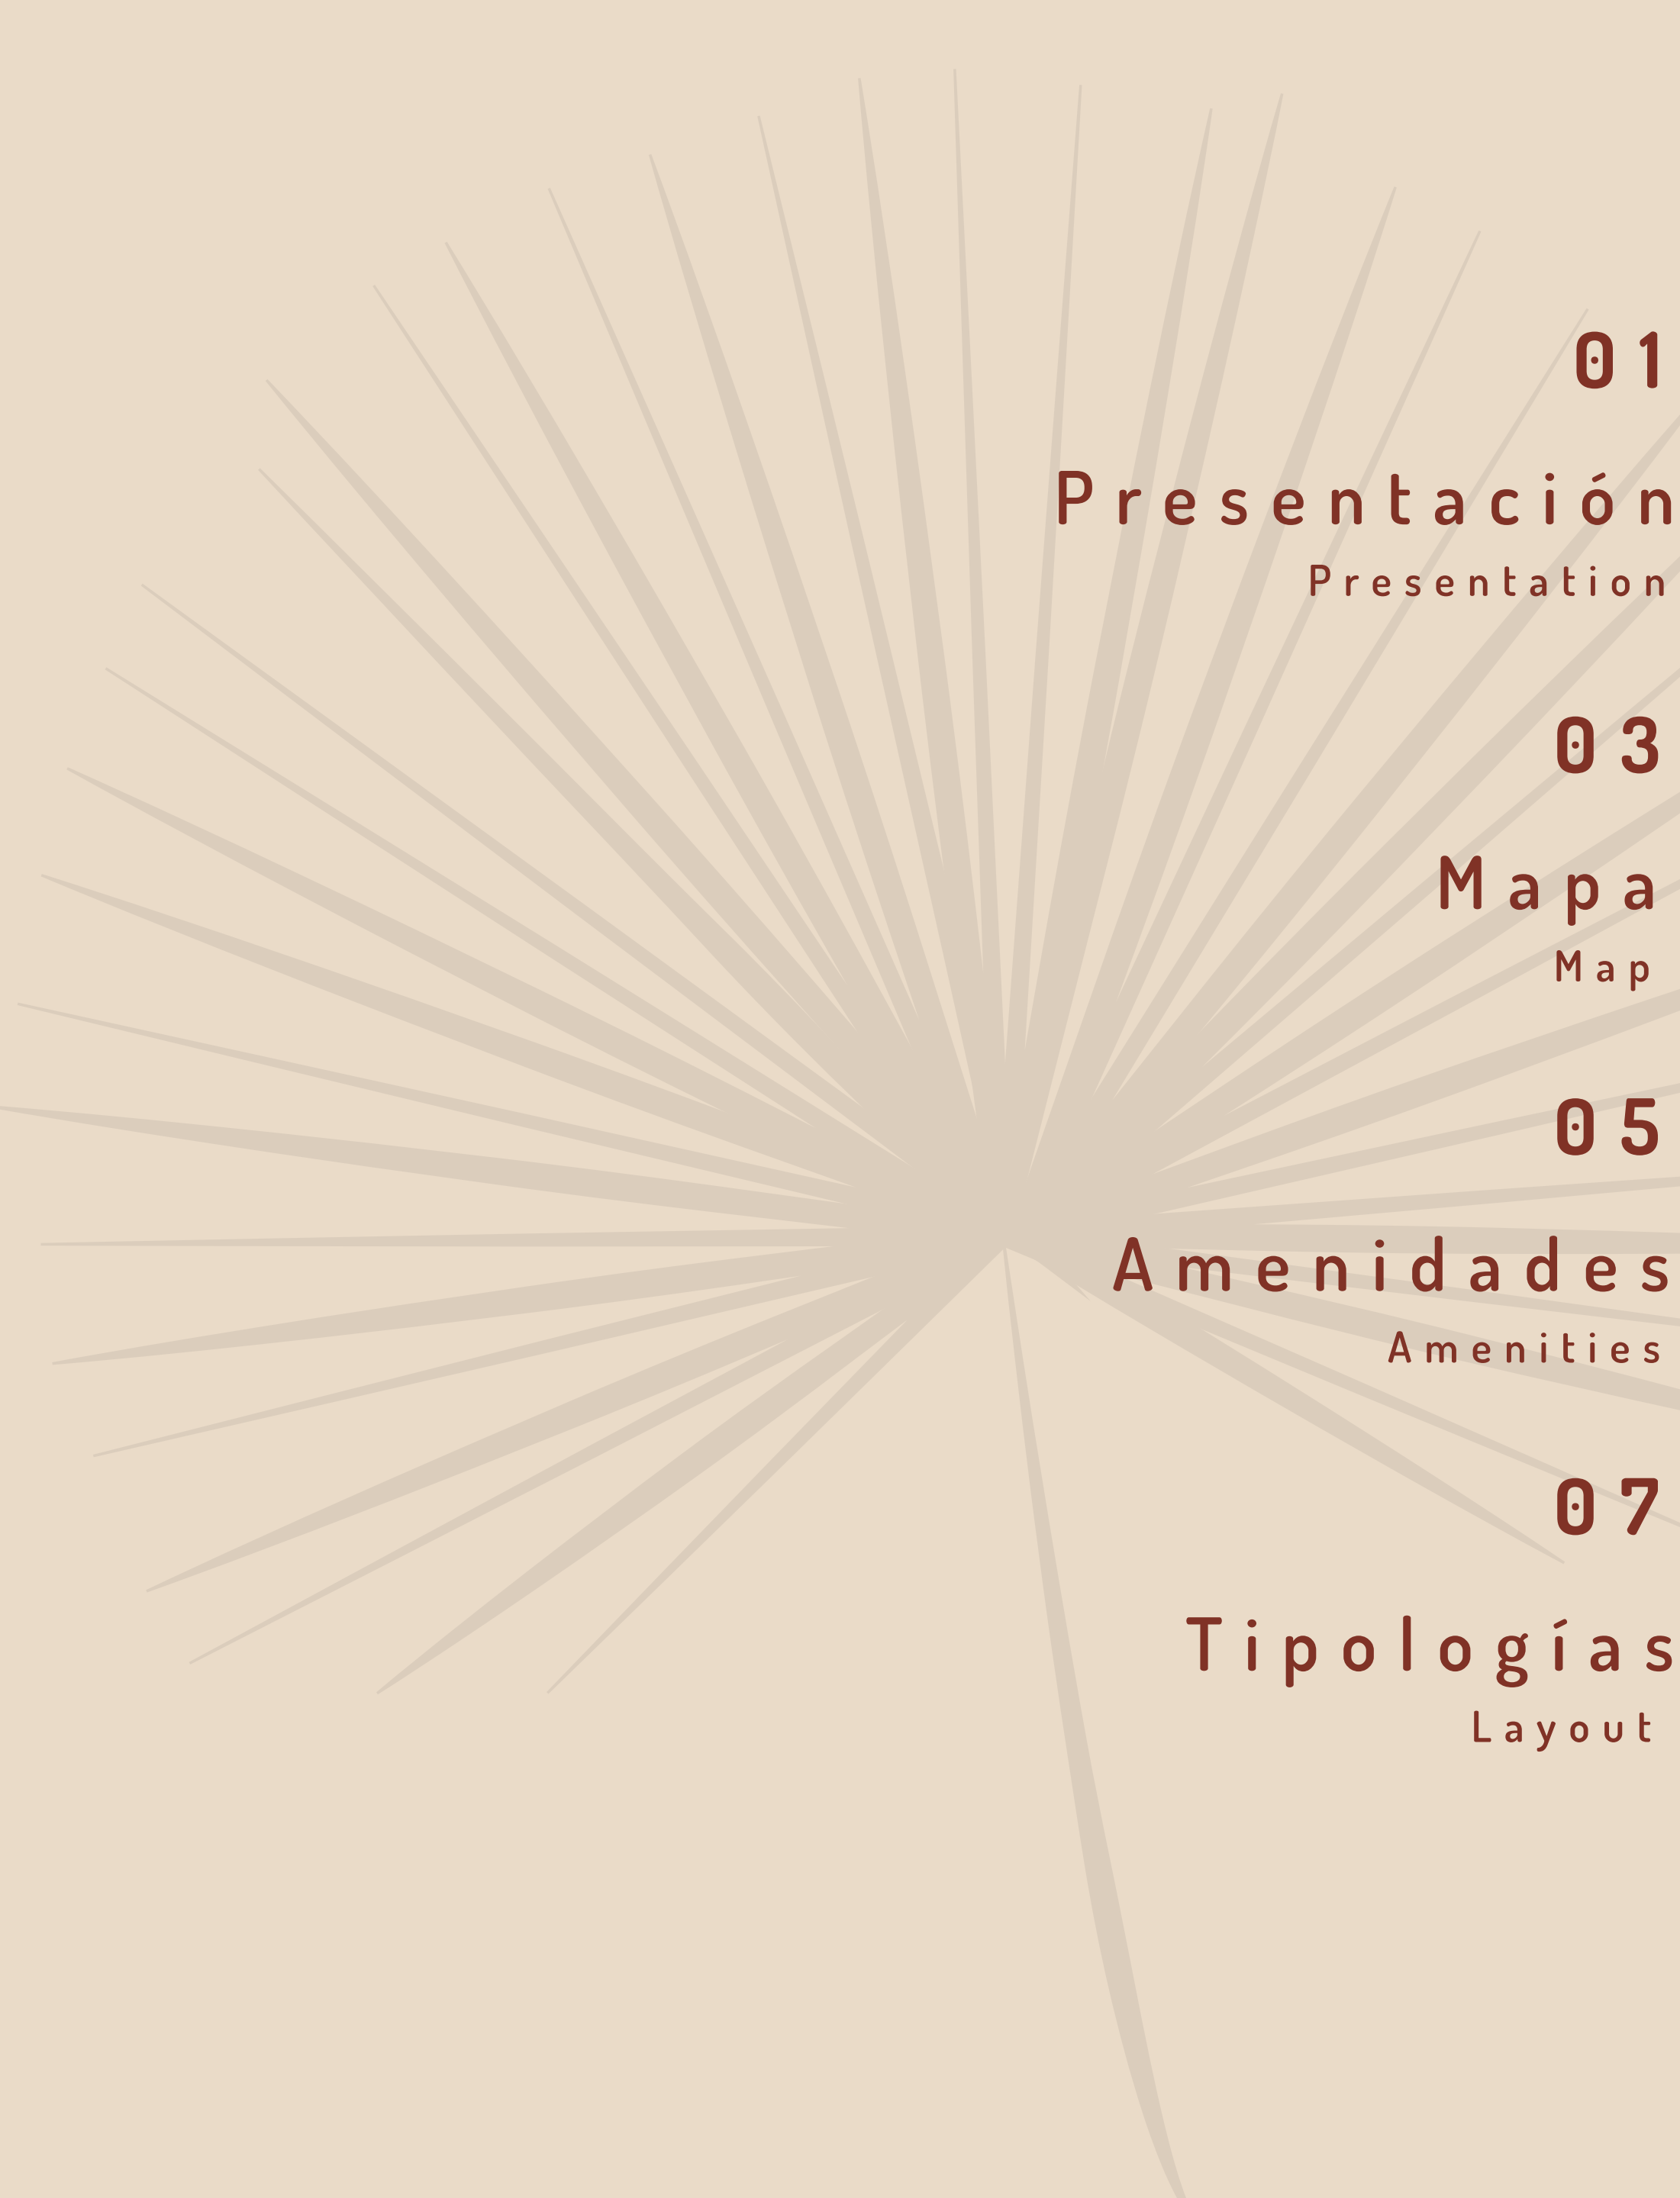 01
Presentación
Presentation
03
Mapa
Map
05
Amenidades
Amenities
07
Tipologías
Layout